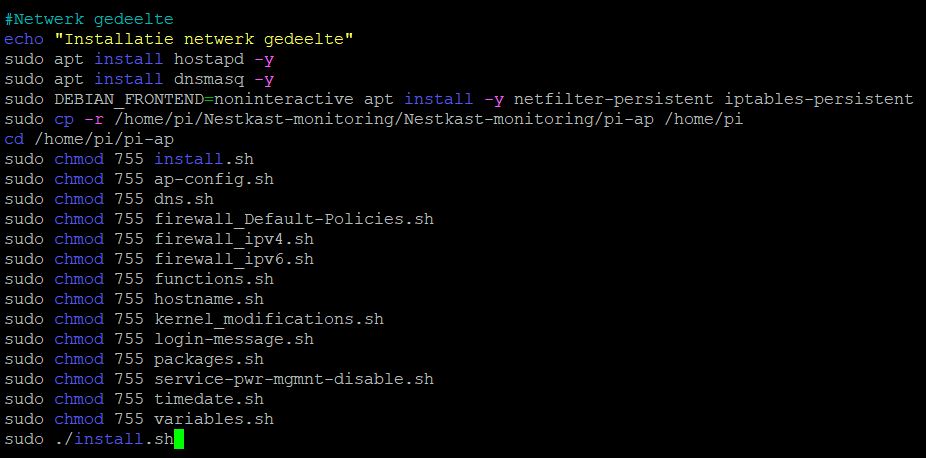 #Netwerk gedeelte
echo "Installatie netwerk gedeelte"
sudo apt install hostapd -y
sudo apt install dnsmasq -y
sudo DEBIAN_FRONTEND=noninteractive apt install -y netfilter-persistent iptables-persistent
sudo cp -r /home/pi/Nestkast-monitoring/Nestkast-monitoring/pi-ap /home/pi
cd /home/pi/pi-ap
sudo chmod 755 install.sh
sudo chmod 755 ap-config.sh
sudo chmod 755 dns.sh
sudo chmod 755 firewall_Default-Policies.sh
sudo chmod 755 firewall_ipv4.sh
sudo chmod 755 firewall_ipv6.sh
sudo chmod 755 functions.sh
sudo chmod 755 hostname.sh
sudo chmod 755 kernel_modifications.sh
sudo chmod 755 login-message.sh
sudo chmod 755 packages.sh
sudo chmod 755 service-pwr-mgmnt-disable.sh
sudo chmod 755 timedate.sh
sudo chmod 755 variables.sh
sudo ./install.sh